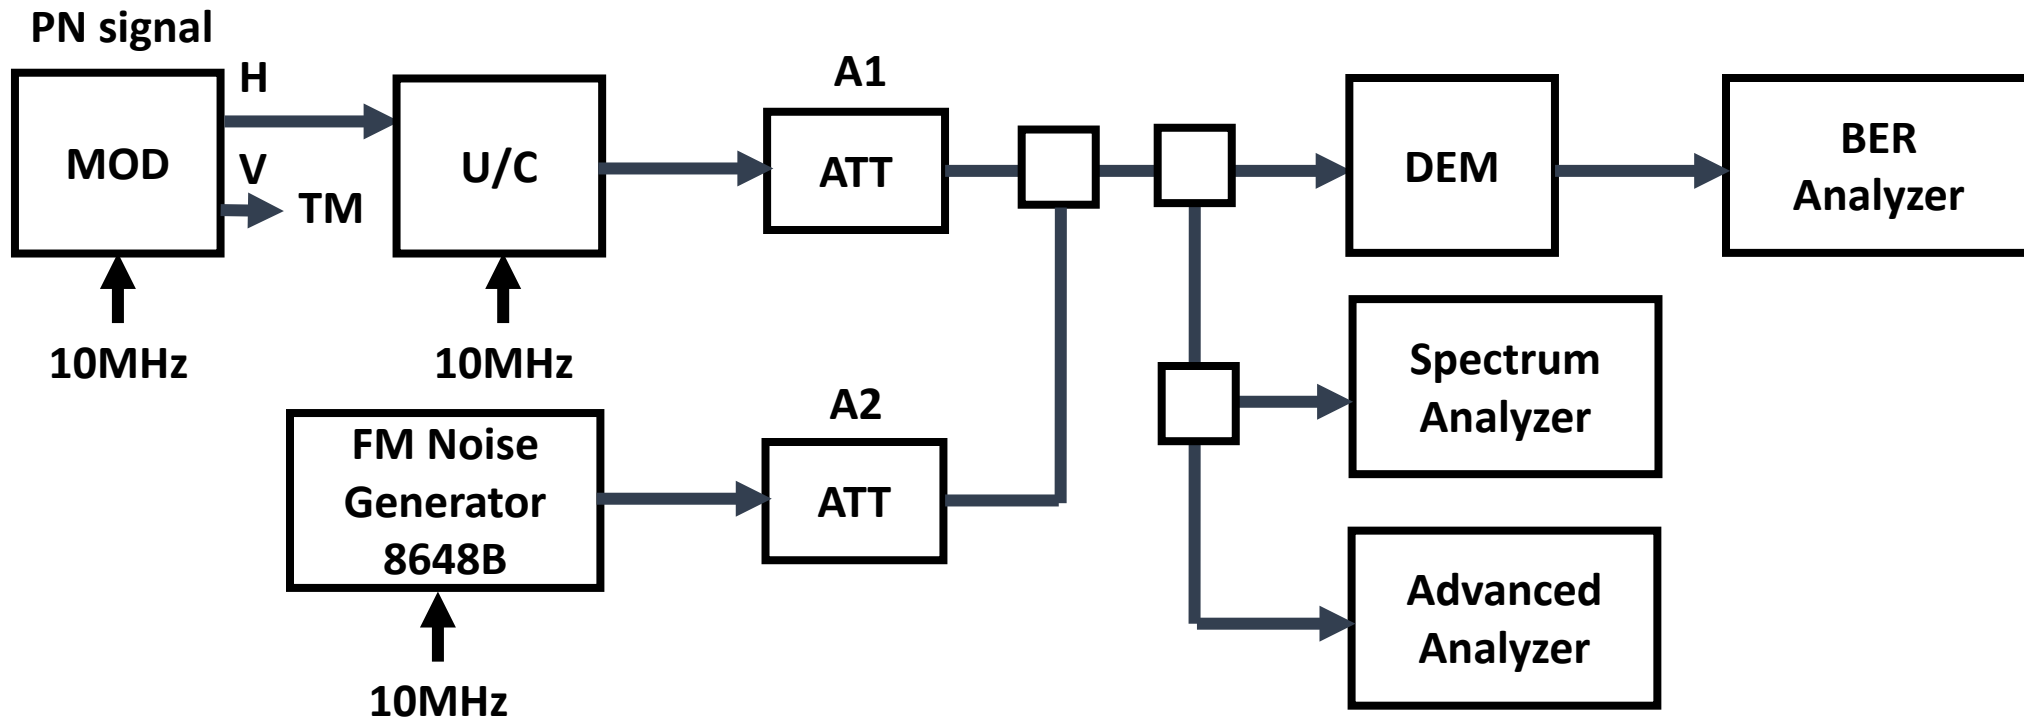 PN signal
MOD
H
V
TM
10MHz
U/C
10MHz
A1
ATT
DEM
BER
Analyzer
FM Noise
Generator
8648B
10MHz
A2
ATT
Spectrum
Analyzer
Advanced
Analyzer